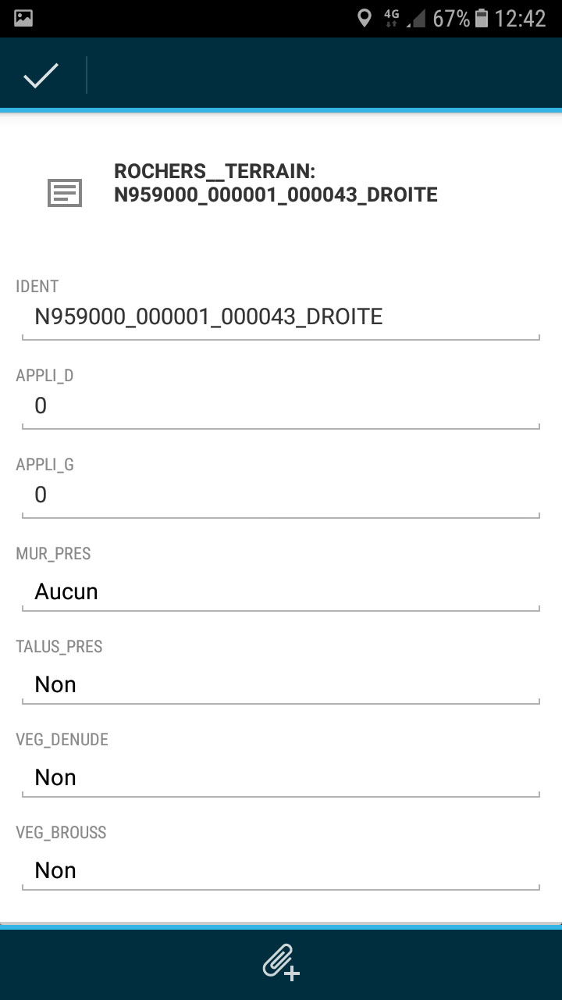 4G 67% 12:42
ROCHERS__TERRAIN:
N959000_000001_000043_DROITE
IDENT
N959000_000001_000043_DROITE
APPLI_D
0
APPLI_G
0
MUR_PRES
Aucun
TALUS_PRES
Non
VEG_DENUDE
Non
VEG_BROUSS
Non